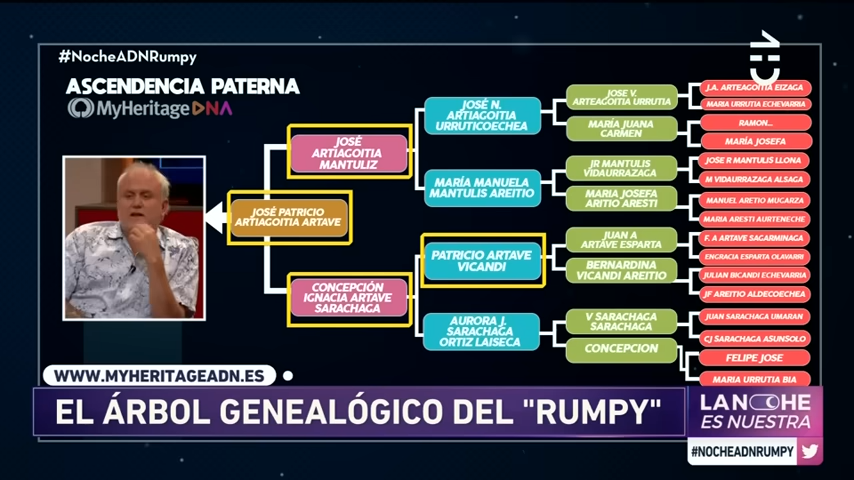 #NocheADNRumpy
CHV
ASCENDENCIA PATERNA
MyHeritage DNA
JOSÉ PATRICIO
ARTIAGOITIA ARTAVE
JOSÉ
ARTIAGOITIA
MANTULIZ
CONCEPCIÓN
IGNACIA ARTAVE
SARACHAGA
JOSÉ N.
ARTIAGOITIA
URRUTICOECHEA
MARÍA MANUELA
MANTULIS AREITIO
PATRICIO ARTAVE
VICANDI
AURORA J.
SARACHAGA
ORTIZ LAISECA
JOSE V.
ARTEAGOITIA URRUTIA
MARÍA JUANA
CARMEN
JR MANTULIS
VIDAURRAZAGA
MARIA JOSEFA
ARITIO ARESTI
JUAN A
ARTAVE ESPARTA
BERNARDINA
VICANDI AREITIO
V SARACHAGA
SARACHAGA
CONCEPCION
J.A. ARTEAGOITIA EIZAGA
MARIA URRUTIA ECHEVARRIA
RAMON...
MARÍA JOSEFA
JOSE R MANTULIS LLONA
M VIDAURRAZAGA ALSAGA
MANUEL ARETIO MUGARZA
MARIA ARESTI AURTENECHE
F. A ARTAVE SAGARMINAGA
ENGRACIA ESPARTA OLAVARRI
JULIAN BIICANDI ECHEVARRIA
JF AREITIO ALDECOECHEA
JUAN SARACHAGA UMARAN
CJ SARACHAGA ASUNSOLO
FELIPE JOSE
MARIA URRUTIA BIA
WWW.MYHERITAGEADN.ES
EL ÁRBOL GENEALÓGICO DEL "RUMPY"
LA NOCHE
ES NUESTRA
#NOCHEADNRUMPY